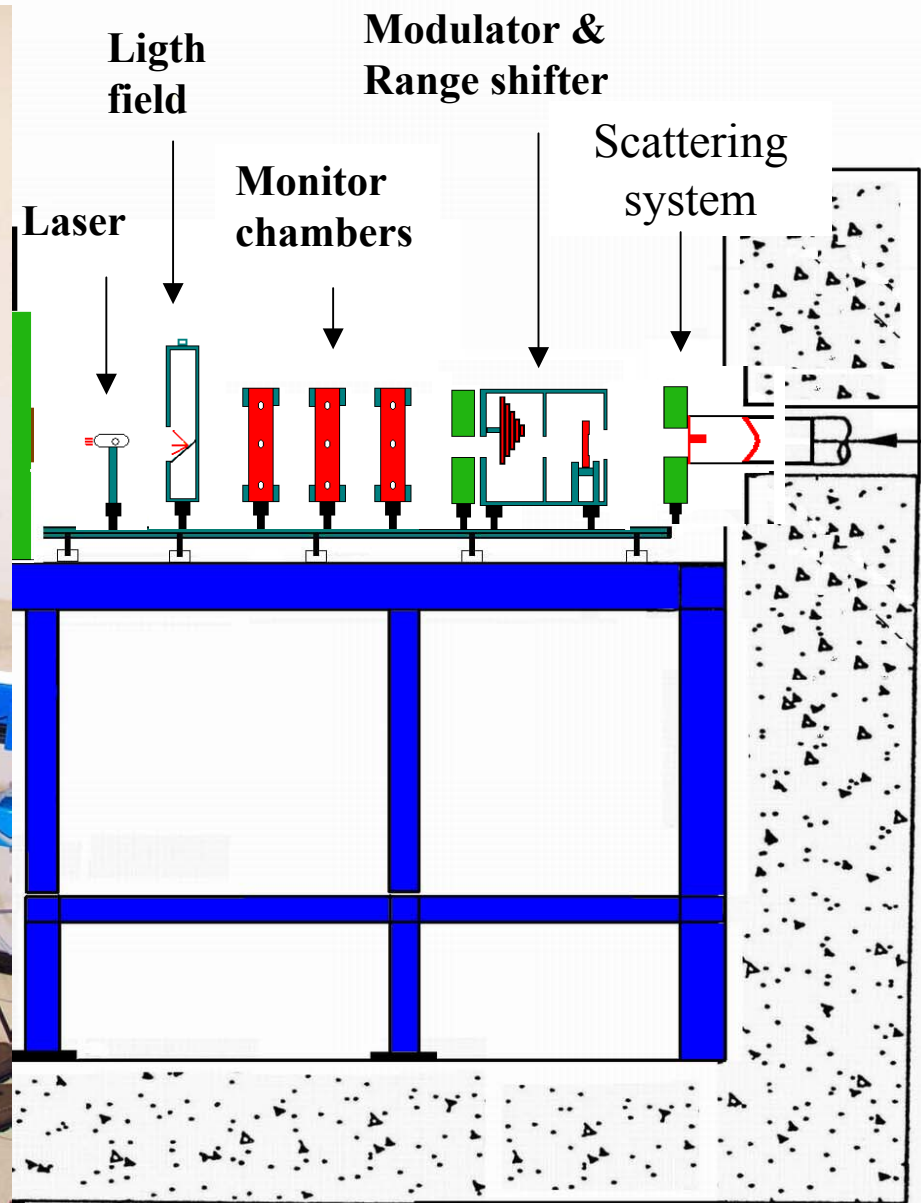 Ligth
field
Modulator &
Range shifter
Scattering
system
Monitor
chambers
Laser